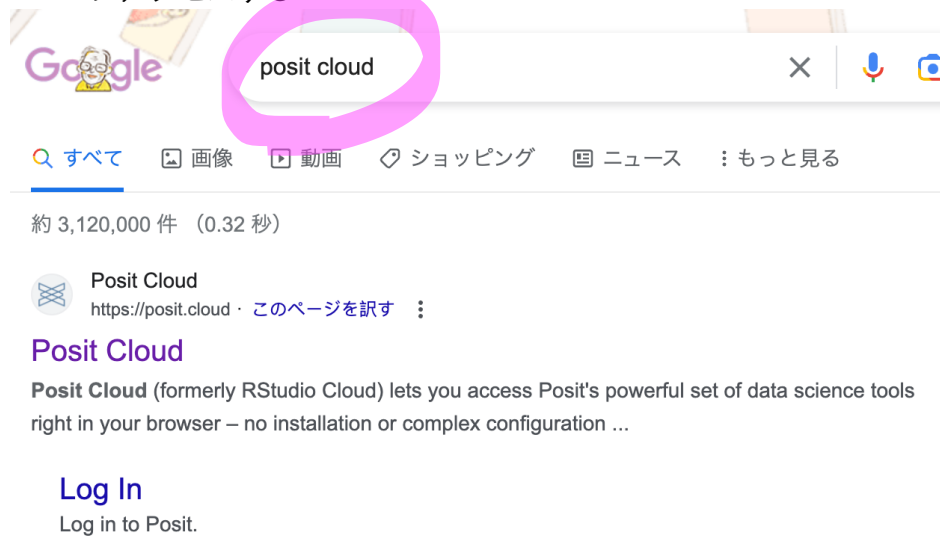 Google
posit cloud
すべて 画像 動画 ショッピング ニュース もっと見る
約 3,120,000 件 （0.32 秒）
Posit Cloud
https://posit.cloud · このページを訳す
Posit Cloud
Posit Cloud (formerly RStudio Cloud) lets you access Posit's powerful set of data science tools
right in your browser – no installation or complex configuration ...
Log In
Log in to Posit.